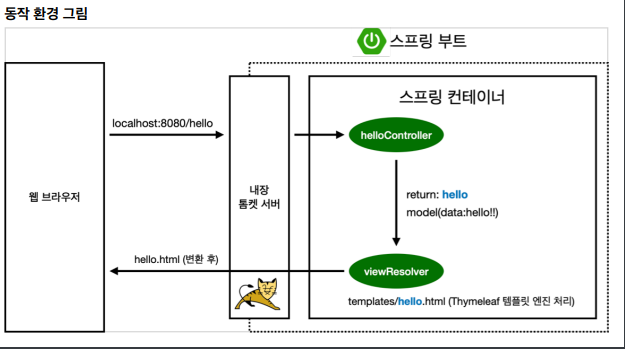 동작 환경 그림
스프링 부트
스프링 컨테이너
localhost:8080/hello
helloController
웹 브라우저
내장
톰켓 서버
return: hello
model(data:hello!!)
hello.html (변환 후)
viewResolver
templates/hello.html (Thymeleaf 템플릿 엔진 처리)